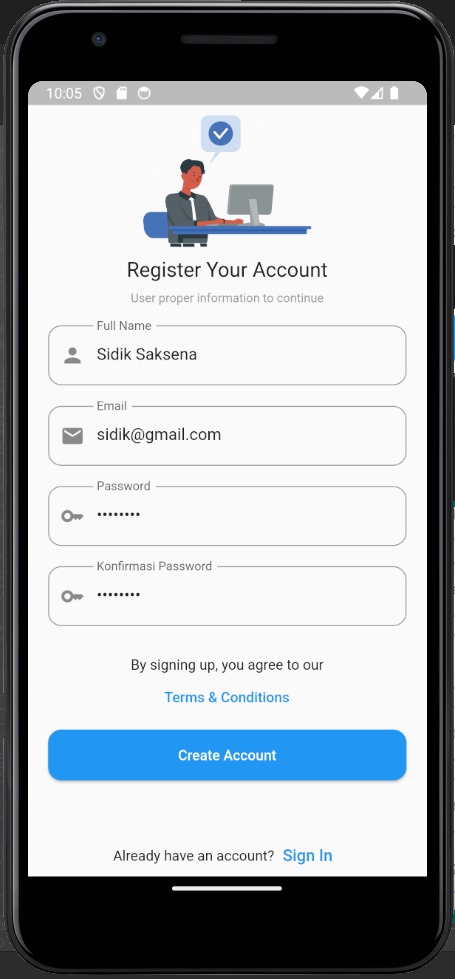 10:05
Register Your Account
User proper information to continue
Full Name
Sidik Saksena
Email
sidik@gmail.com
Password
••••••••
Konfirmasi Password
••••••••
By signing up, you agree to our
Terms & Conditions
Create Account
Already have an account? Sign In